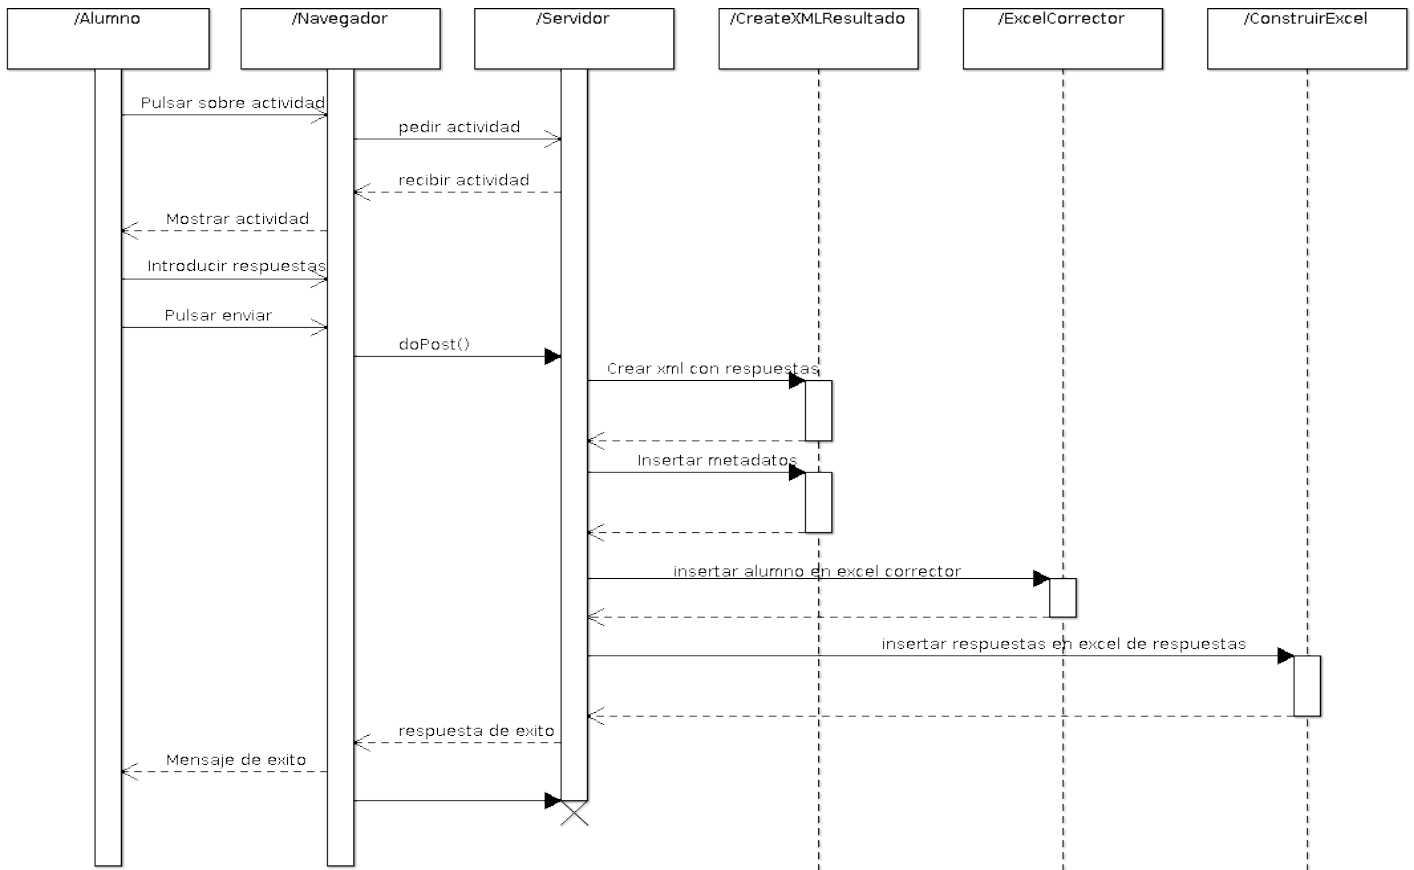 /Alumno
/Navegador
/Servidor
/CreateXMLResultado
/ExcelCorrector
/ConstruirExcel
Pulsar sobre actividad
pedir actividad
recibir actividad
Mostrar actividad
Introducir respuestas
Pulsar enviar
doPost()
Crear xml con respuestas
Insertar metadatos
insertar alumno en excel corrector
insertar respuestas en excel de respuestas
respuesta de exito
Mensaje de exito